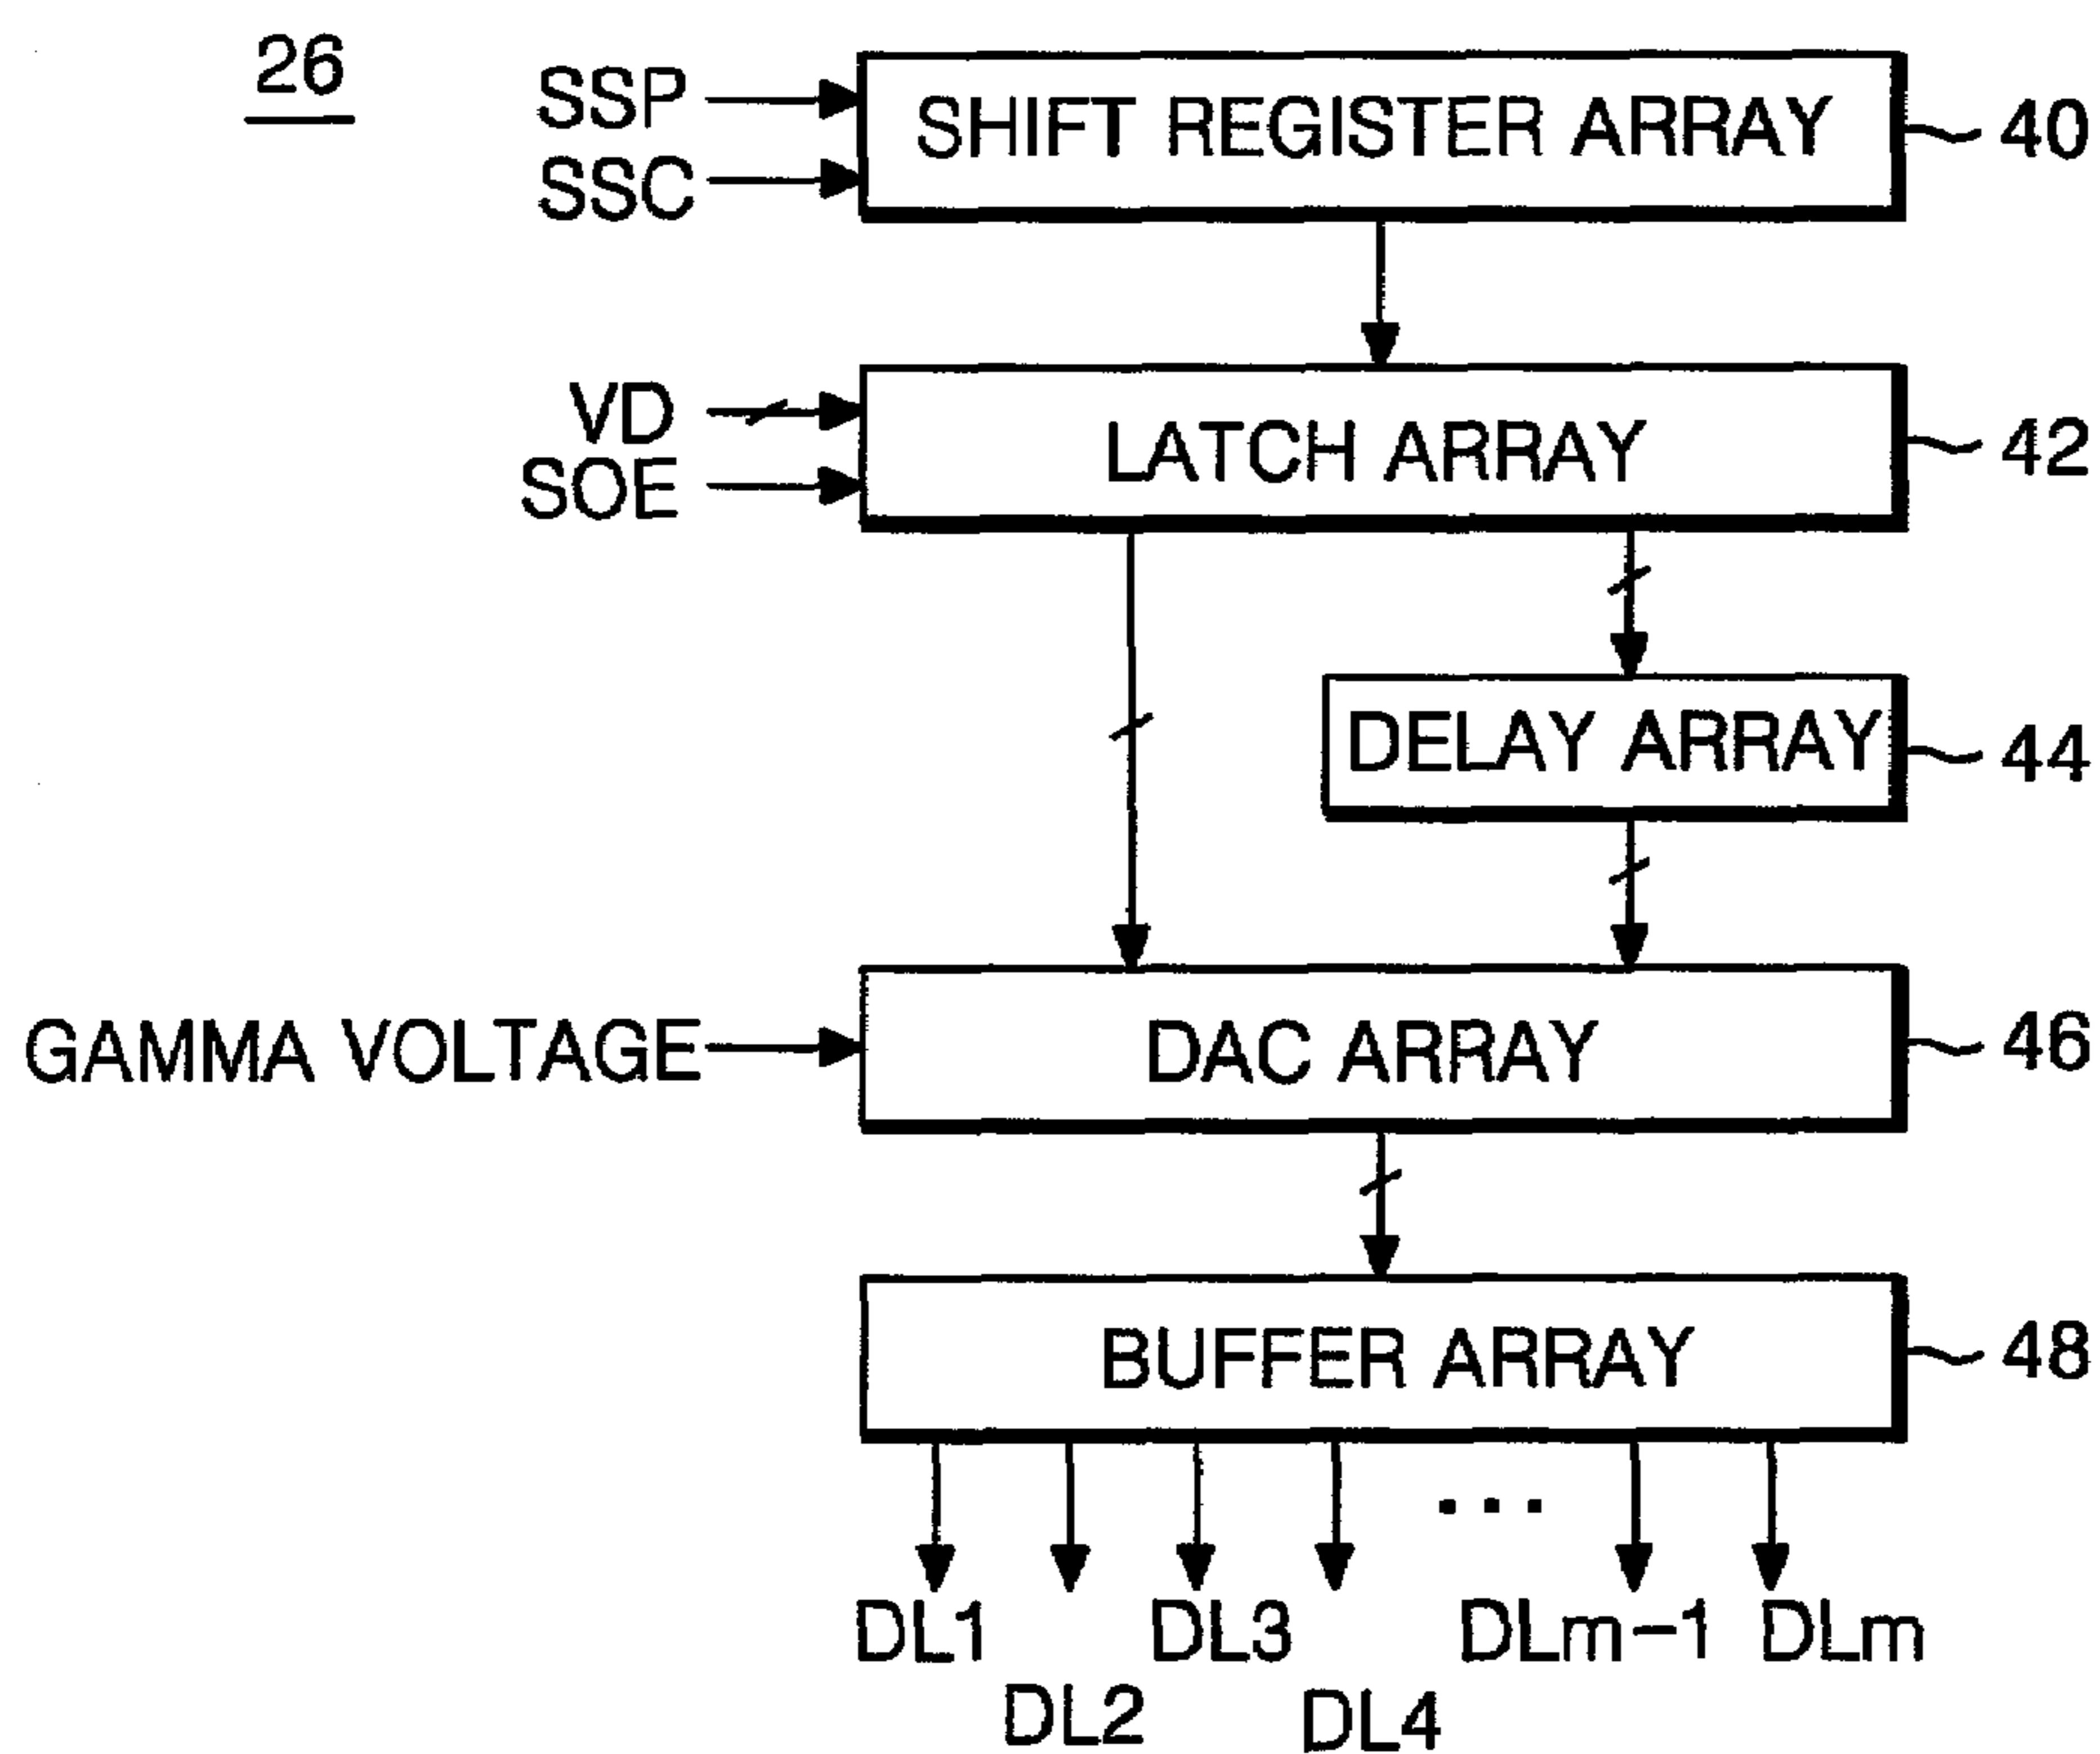 26
SSP
SHIFT REGISTER ARRAY
40
SSC
VD
LATCH ARRAY
42
SOE
DELAY ARRAY
44
GAMMA VOLTAGE
DAC ARRAY
46
BUFFER ARRAY
48
...
DL1
DL3
DLm-1
DLm
DL2
DL4